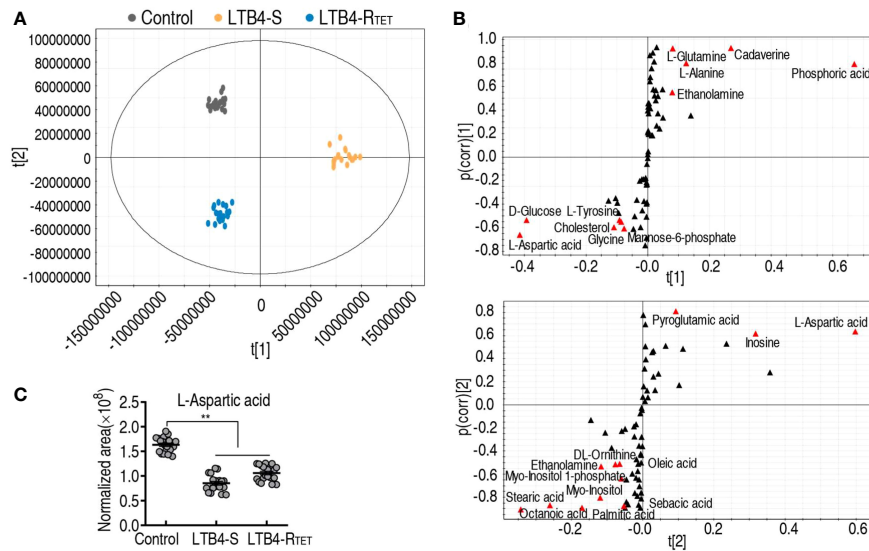 A
Control LTB4-S LTB4-RTET
100000000
80000000
60000000
40000000
20000000
0
-20000000
-40000000
-60000000
-80000000
-100000000
t[2]
-150000000
-100000000
-50000000
0
50000000
10000000
15000000
t[1]
B
1.0
0.8
0.6
0.4
0.2
0.0
-0.2
-0.4
-0.6
-0.8
p(corr)[1]
L-Glutamine
Cadaverine
L-Alanine
Phosphoric acid
Ethanolamine
D-Glucose
L-Tyrosine
Cholesterol
L-Aspartic acid
Glycine
Mannose-6-phosphate
-0.4 -0.2 -0.0 0.2 0.4 0.6
t[1]
0.8
0.6
0.4
0.2
0.0
-0.2
-0.4
-0.6
-0.8
p(corr)[2]
Pyroglutamic acid
L-Aspartic acid
Inosine
DL-Ornithine
Ethanolamine
Oleic acid
Myo-Inositol 1-phosphate
Myo-Inositol
Stearic acid
Sebacic acid
Octanoic acid
Palmitic acid
-0.2 -0.0 0.2 0.4 0.6
t[2]
C
L-Aspartic acid
**
Normalized area(×10⁸)
2.5
2.0
1.5
1.0
0.5
0.0
Control LTB4-S LTB4-RTET